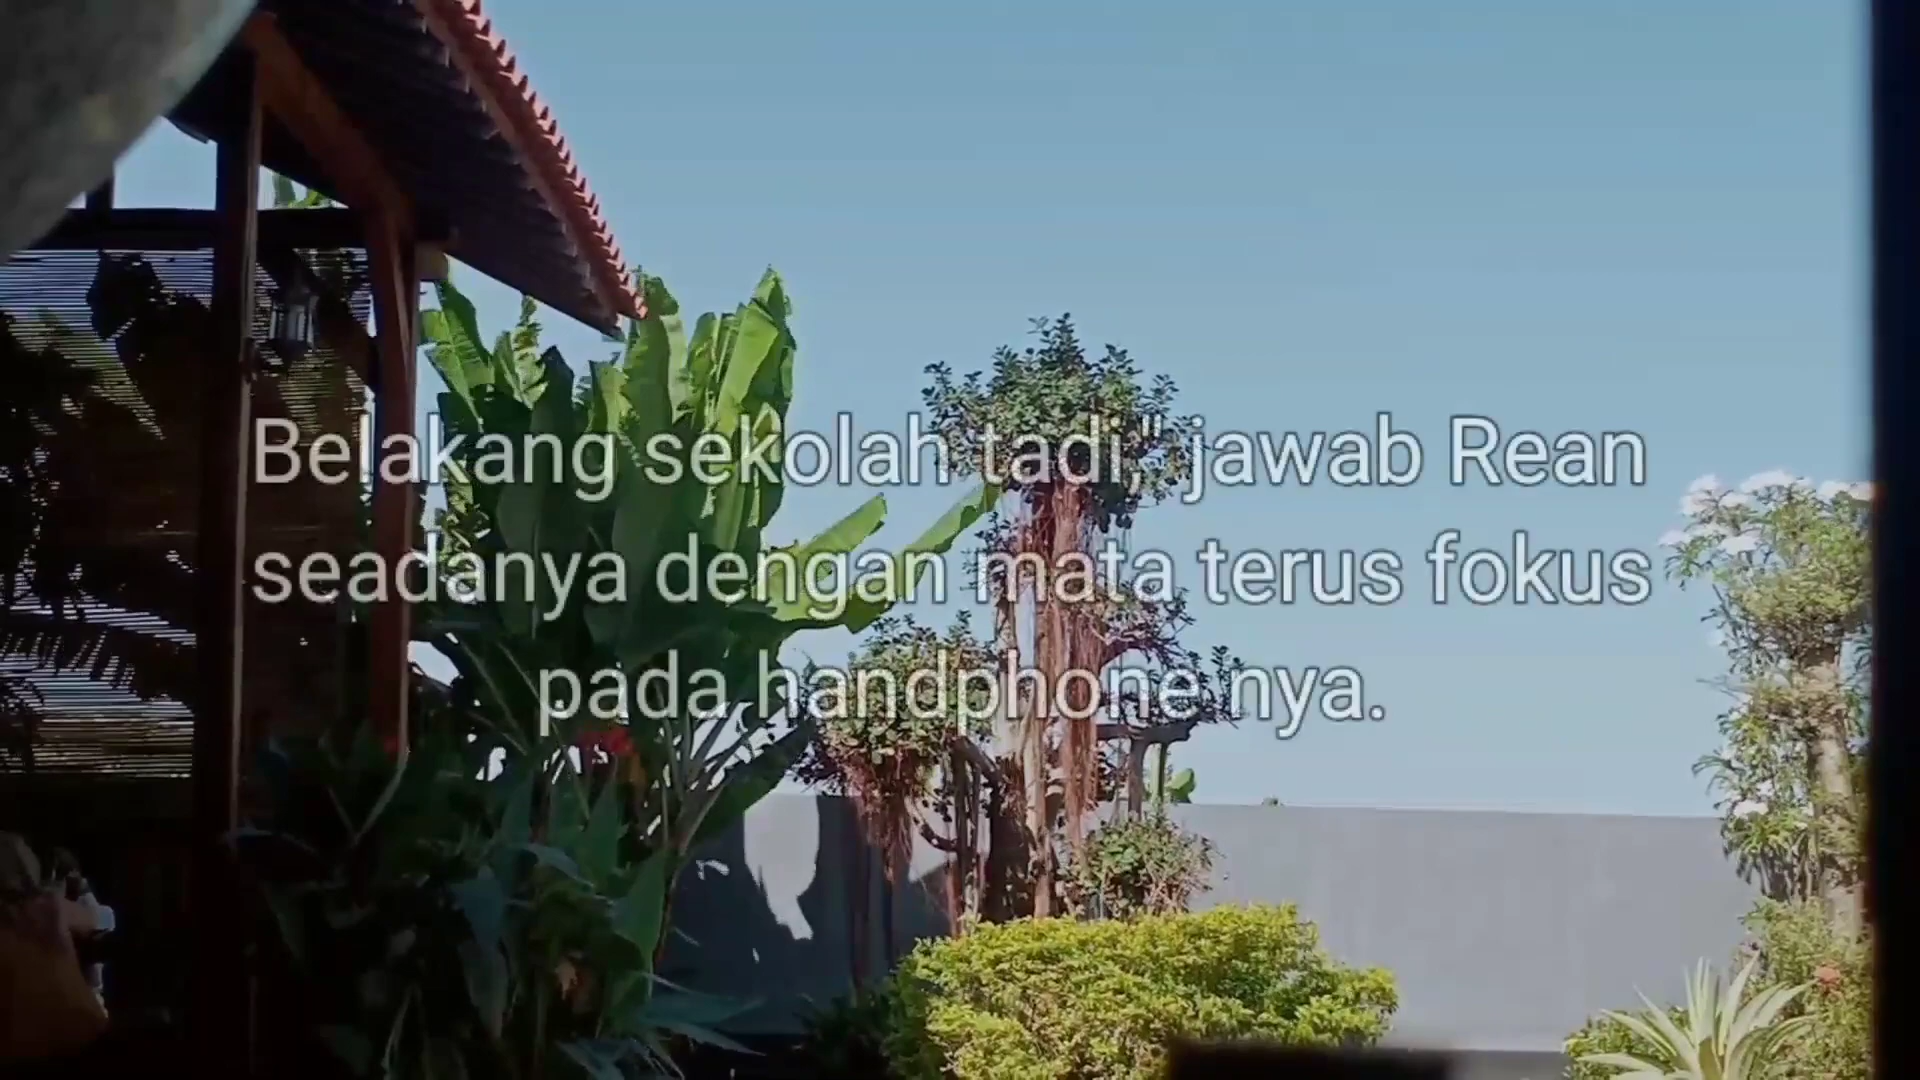 Belakang sekolah tadi," jawab Rean
seadanya dengan mata terus fokus
pada handphone nya.